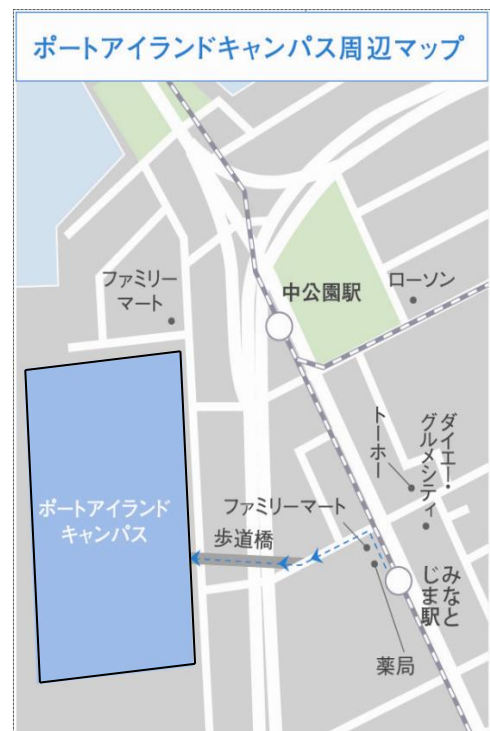 ポートアイランドキャンパス周辺マップ
ファミリー
マート
中公園駅
ローソン
トーホー
ダイエー・
グルメシティ
ポートアイランド
キャンパス
ファミリーマート
歩道橋
みなと
じま駅
薬局